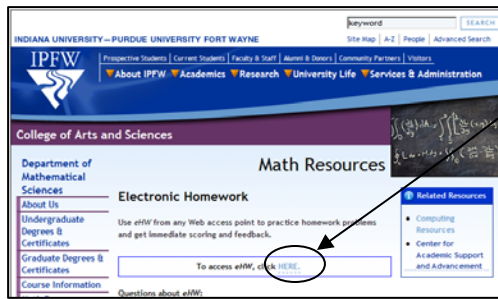 keyword SEARCH
INDIANA UNIVERSITY–PURDUE UNIVERSITY FORT WAYNE Site Map | A-Z | People | Advanced Search
IPFW
Prospective Students | Current Students | Faculty & Staff | Alumni & Donors | Community Partners | Visitors
About IPFW Academics Research University Life Services & Administration
College of Arts and Sciences
Department of
Mathematical
Sciences
About Us
Undergraduate
Degrees &
Certificates
Graduate Degrees &
Certificates
Course Information
Math Resources
Electronic Homework
Use eHW from any Web access point to practice homework problems
and get immediate scoring and feedback.
To access eHW, click HERE.
Questions about eHW:
Related Resources
• Computing
Resources
• Center for
Academic Support
and Advancement